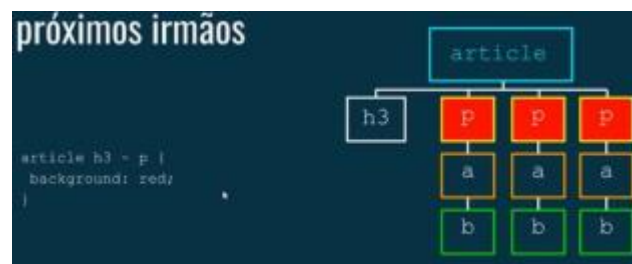 próximos irmãos
article
h3 p p p
article h3 ~ p {
background: red;
}
a a a
b b b